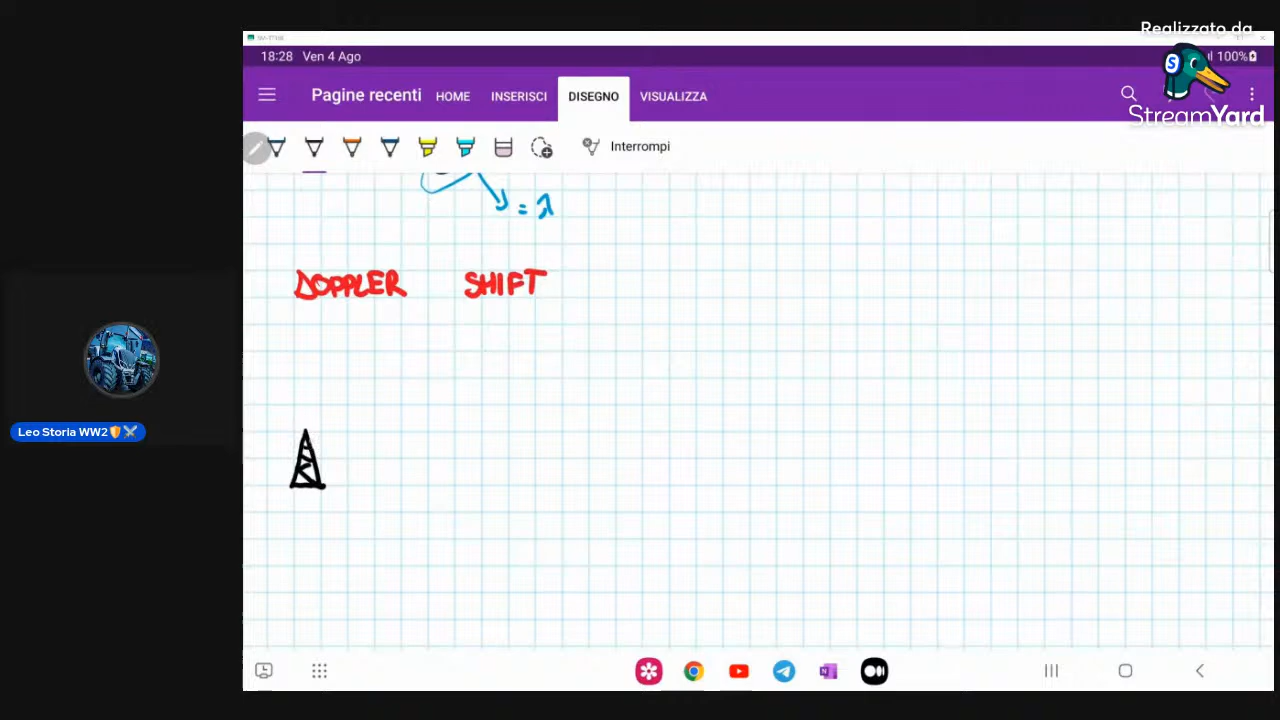 Realizzato da
StreamYard
18:28 Ven 4 Ago
100%
Pagine recenti HOME INSERISCI DISEGNO VISUALIZZA
Interrompi
= λ
DOPPLER SHIFT
Leo Storia WW2